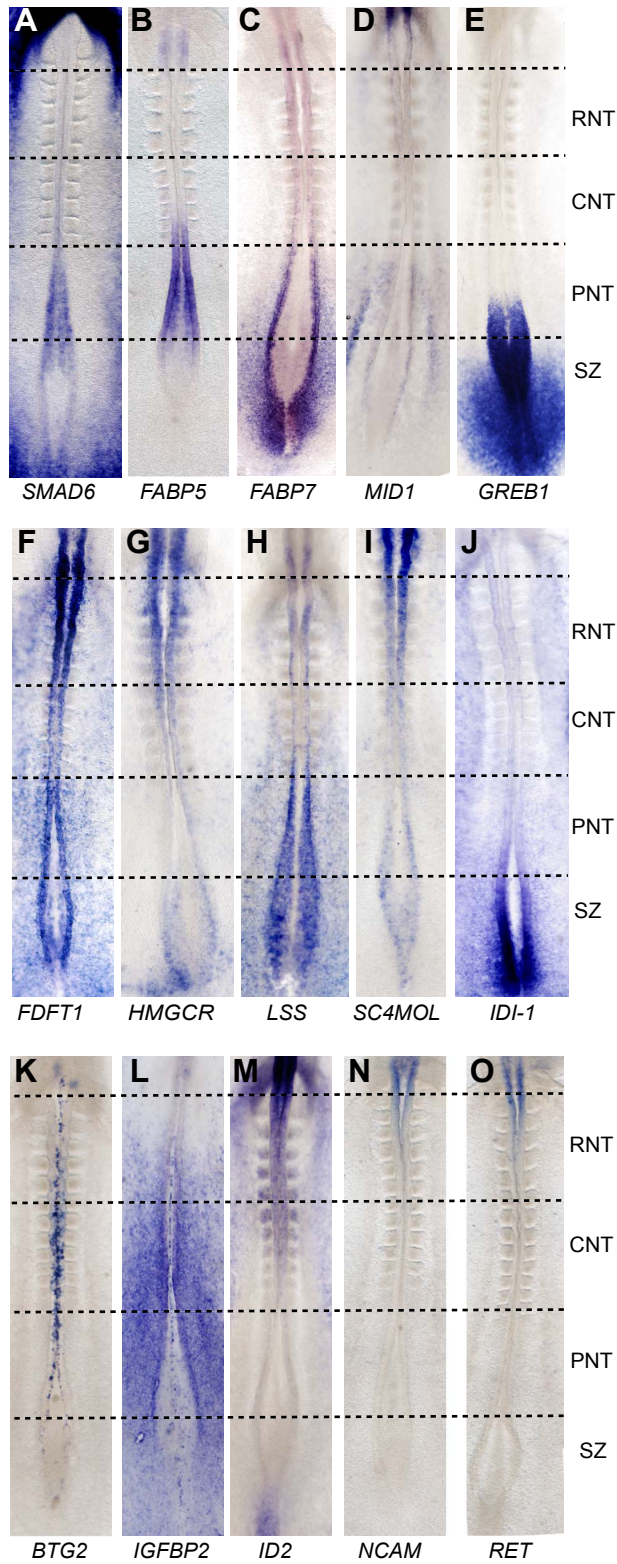 A B C D E
RNT
CNT
PNT
SZ
SMAD6 FABP5 FABP7 MID1 GREB1
F G H I J
RNT
CNT
PNT
SZ
FDFT1 HMGCR LSS SC4MOL IDI-1
K L M N O
RNT
CNT
PNT
SZ
BTG2 IGFBP2 ID2 NCAM RET